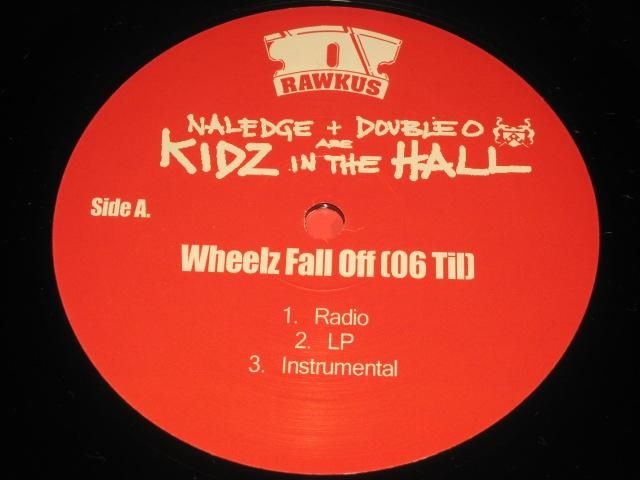 RAWKUS
NALEDGE + DOUBLE O
ARE
KIDZ IN THE HALL
Side A.
Wheelz Fall Off (06 Til)
1. Radio
2. LP
3. Instrumental